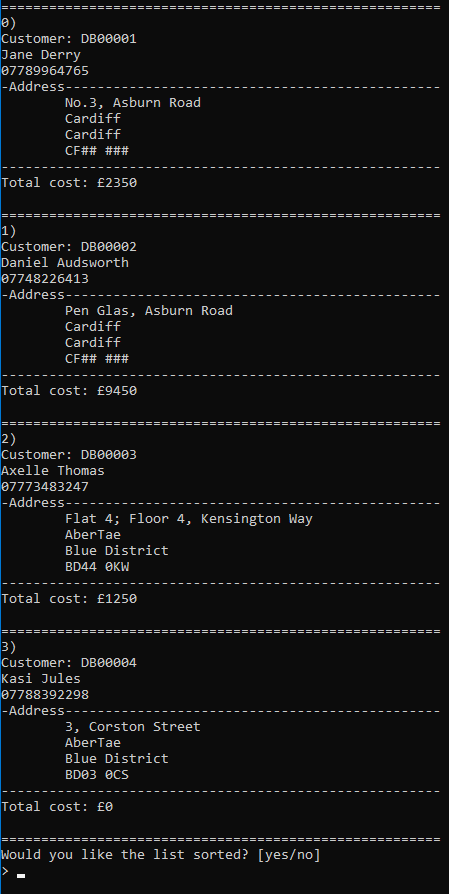 =======================================================
0)
Customer: DB00001
Jane Derry
07789964765
-Address-----------------------------------------------
No.3, Asburn Road
Cardiff
Cardiff
CF## ###
-------------------------------------------------------
Total cost: £2350
=======================================================
1)
Customer: DB00002
Daniel Audsworth
07748226413
-Address-----------------------------------------------
Pen Glas, Asburn Road
Cardiff
Cardiff
CF## ###
-------------------------------------------------------
Total cost: £9450
=======================================================
2)
Customer: DB00003
Axelle Thomas
07773483247
-Address-----------------------------------------------
Flat 4; Floor 4, Kensington Way
AberTae
Blue District
BD44 0KW
-------------------------------------------------------
Total cost: £1250
=======================================================
3)
Customer: DB00004
Kasi Jules
07788392298
-Address-----------------------------------------------
3, Corston Street
AberTae
Blue District
BD03 0CS
-------------------------------------------------------
Total cost: £0
=======================================================
Would you like the list sorted? [yes/no]
> _